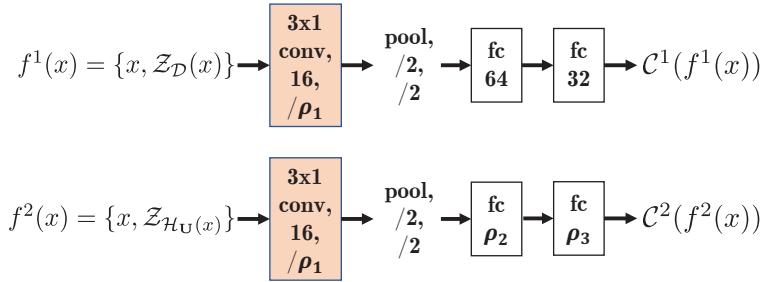 f¹(x) = {x, 𝒵_𝒟(x)}
3x1
conv,
16,
/ρ₁
pool,
/2,
/2
fc
64
fc
32
𝒞¹(f¹(x))
f²(x) = {x, 𝒵_{ℋ_𝐔(x)}}
3x1
conv,
16,
/ρ₁
pool,
/2,
/2
fc
ρ₂
fc
ρ₃
𝒞²(f²(x))